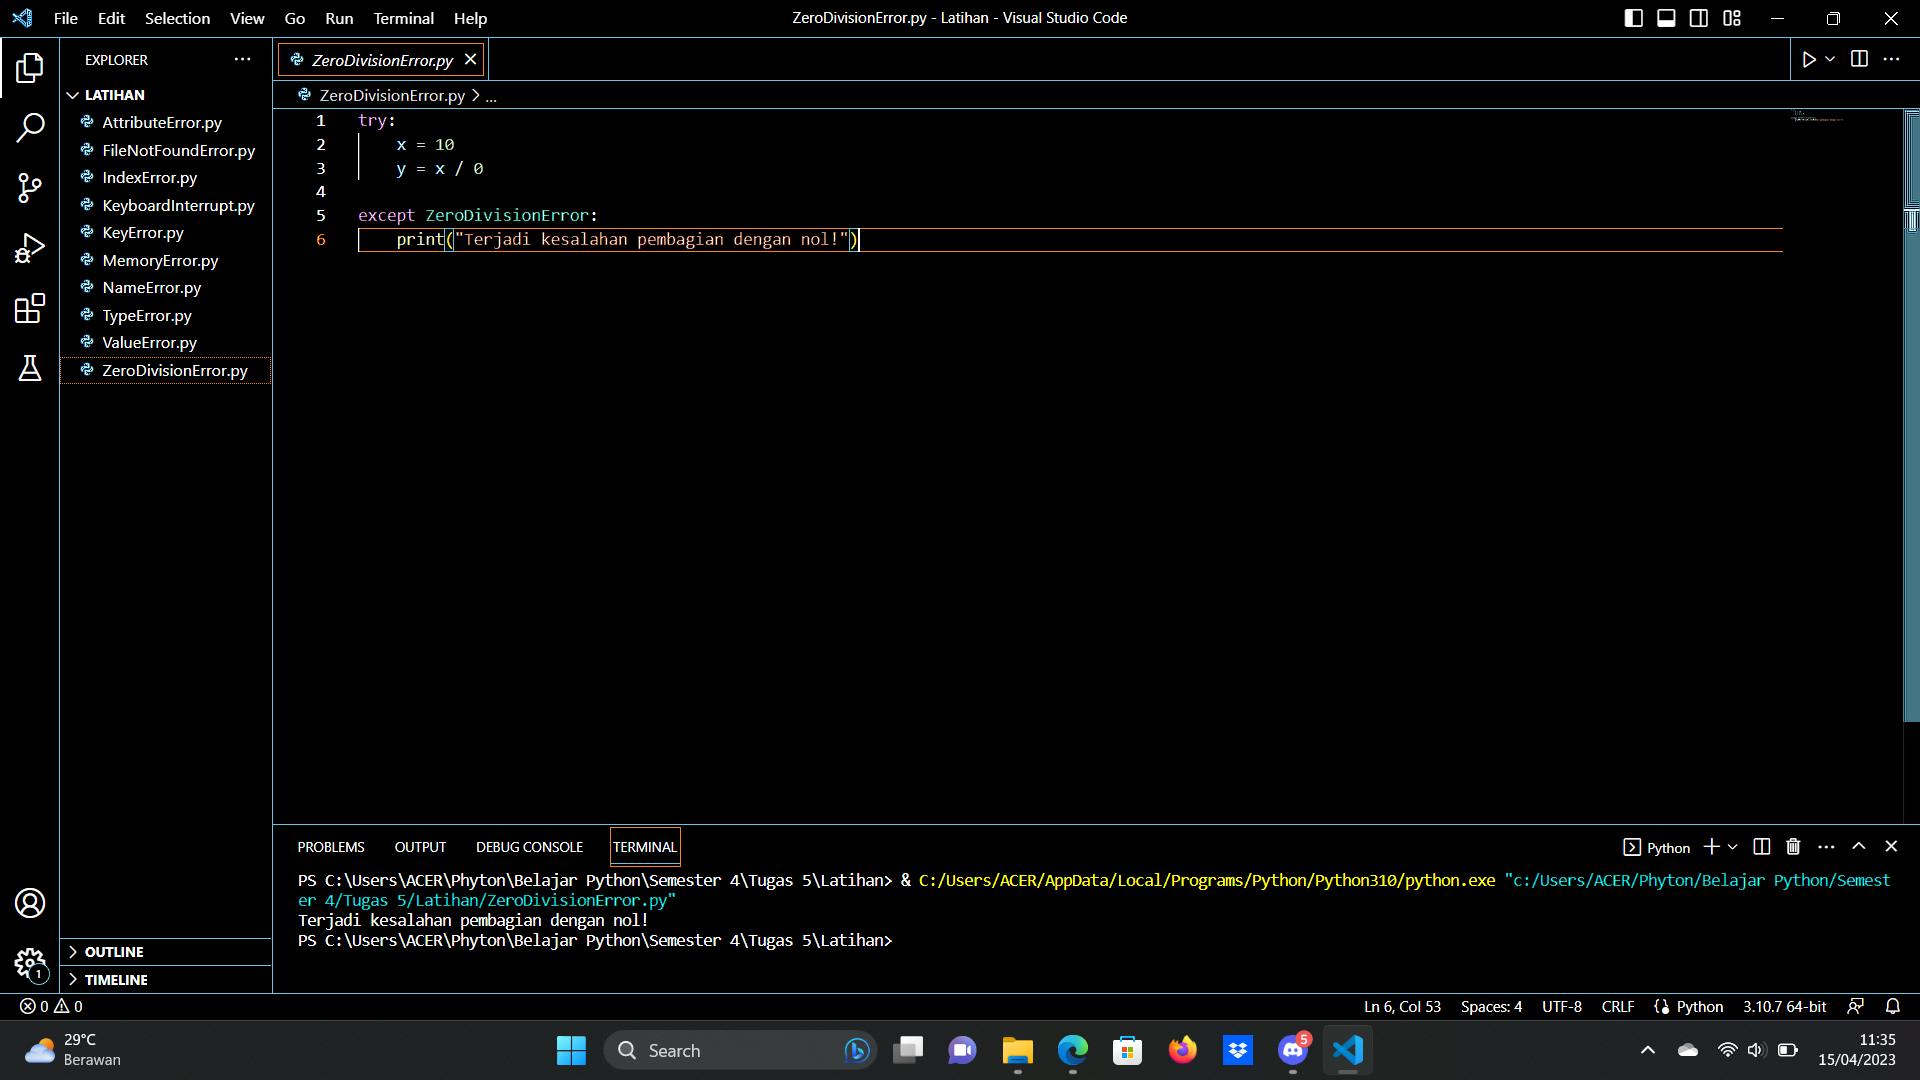 File Edit Selection View Go Run Terminal Help
ZeroDivisionError.py - Latihan - Visual Studio Code
EXPLORER
LATIHAN
AttributeError.py
FileNotFoundError.py
IndexError.py
KeyboardInterrupt.py
KeyError.py
MemoryError.py
NameError.py
TypeError.py
ValueError.py
ZeroDivisionError.py
OUTLINE
TIMELINE
ZeroDivisionError.py
ZeroDivisionError.py > ...
1 try:
2     x = 10
3     y = x / 0
4
5 except ZeroDivisionError:
6     print("Terjadi kesalahan pembagian dengan nol!")
PROBLEMS OUTPUT DEBUG CONSOLE TERMINAL
Python
PS C:\Users\ACER\Phyton\Belajar Python\Semester 4\Tugas 5\Latihan> & C:/Users/ACER/AppData/Local/Programs/Python/Python310/python.exe "c:/Users/ACER/Phyton/Belajar Python/Semest
er 4/Tugas 5/Latihan/ZeroDivisionError.py"
Terjadi kesalahan pembagian dengan nol!
PS C:\Users\ACER\Phyton\Belajar Python\Semester 4\Tugas 5\Latihan>
1
0 0
Ln 6, Col 53 Spaces: 4 UTF-8 CRLF Python 3.10.7 64-bit
29°C
Berawan
Search
5
11:35
15/04/2023